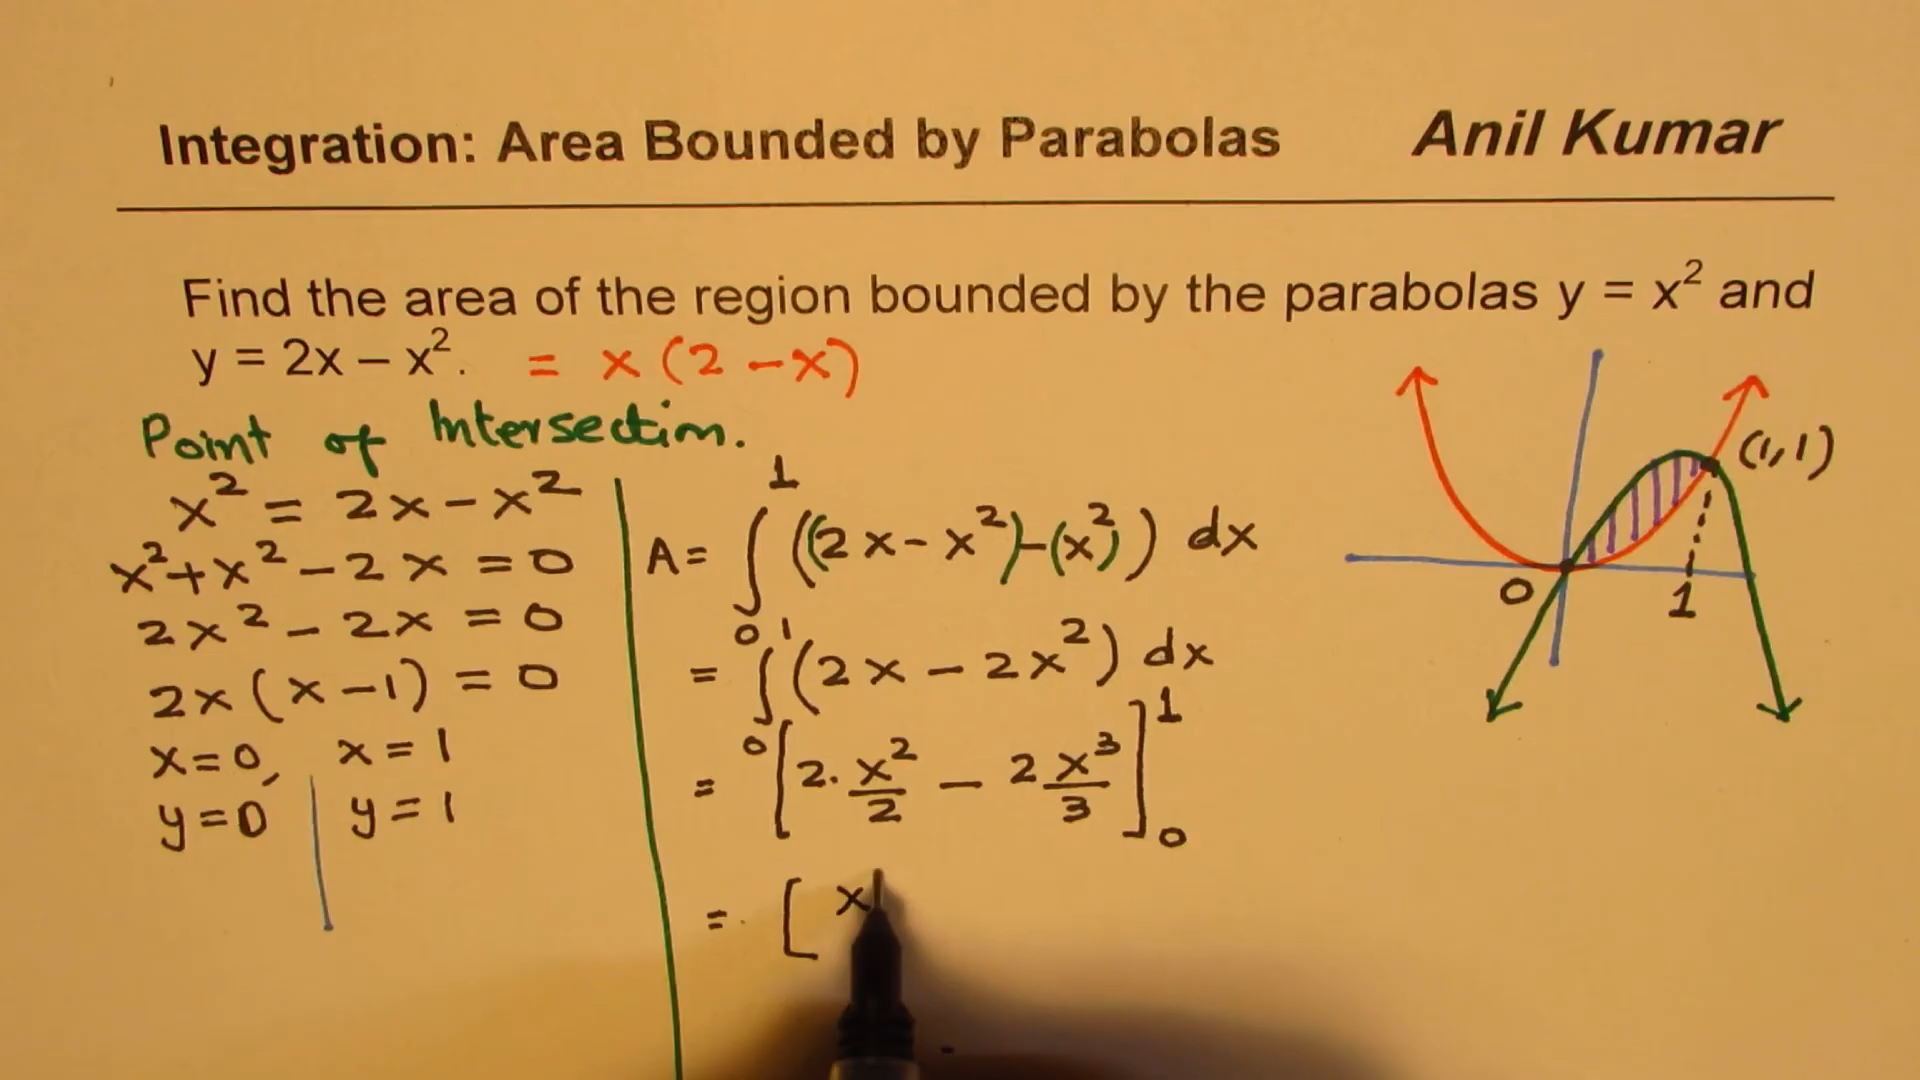 Integration: Area Bounded by Parabolas Anil Kumar
Find the area of the region bounded by the parabolas y = x² and
y = 2x – x². = x(2-x)
Point of Intersection.
x² = 2x-x²
x²+x²-2x=0
2x²-2x=0
2x(x-1)=0
x=0, x=1
y=0 y=1
A= ∫₀¹ ((2x-x²)-(x²)) dx
= ∫₀¹ (2x-2x²) dx
= [2·x²/2 - 2x³/3]₀¹
= [x
(1,1)
0 1